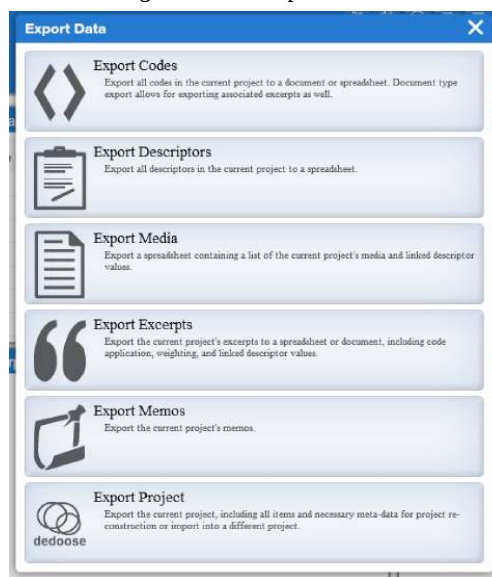 Export Data
Export Codes
Export all codes in the current project to a document or spreadsheet. Document type
export allows for exporting associated excerpts as well.
Export Descriptors
Export all descriptors in the current project to a spreadsheet.
Export Media
Export a spreadsheet containing a list of the current project's media and linked descriptor
values.
Export Excerpts
Export the current project's excerpts to a spreadsheet or document, including code
application, weighting, and linked descriptor values.
Export Memos
Export the current project's memos.
Export Project
Export the current project, including all items and necessary meta-data for project re-
construction or import into a different project.
dedoose